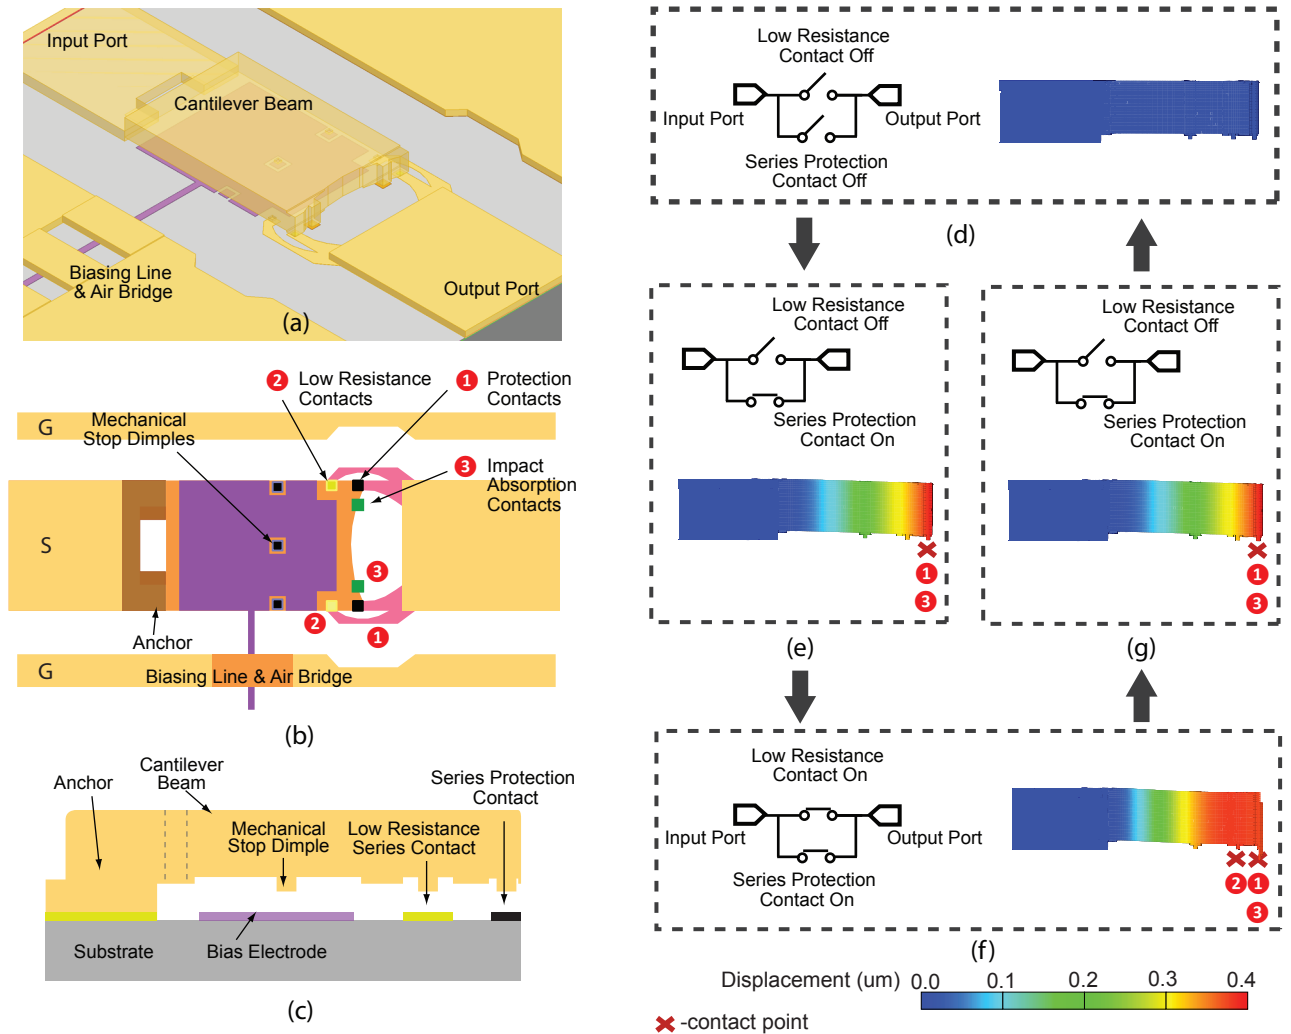 Input Port
Cantilever Beam
Biasing Line
& Air Bridge
Output Port
(a)
2 Low Resistance
Contacts
1 Protection
Contacts
Mechanical
Stop Dimples
G
3 Impact
Absorption
Contacts
S
3
2
1
Anchor
G
Biasing Line & Air Bridge
(b)
Anchor
Cantilever
Beam
Series Protection
Contact
Mechanical
Stop Dimple
Low Resistance
Series Contact
Substrate
Bias Electrode
(c)
Low Resistance
Contact Off
Input Port
Output Port
Series Protection
Contact Off
(d)
Low Resistance
Contact Off
Series Protection
Contact On
1
3
(e)
Low Resistance
Contact Off
Series Protection
Contact On
1
3
(g)
Low Resistance
Contact On
Input Port
Output Port
Series Protection
Contact On
2 1
3
(f)
Displacement (um) 0.0 0.1 0.2 0.3 0.4
-contact point